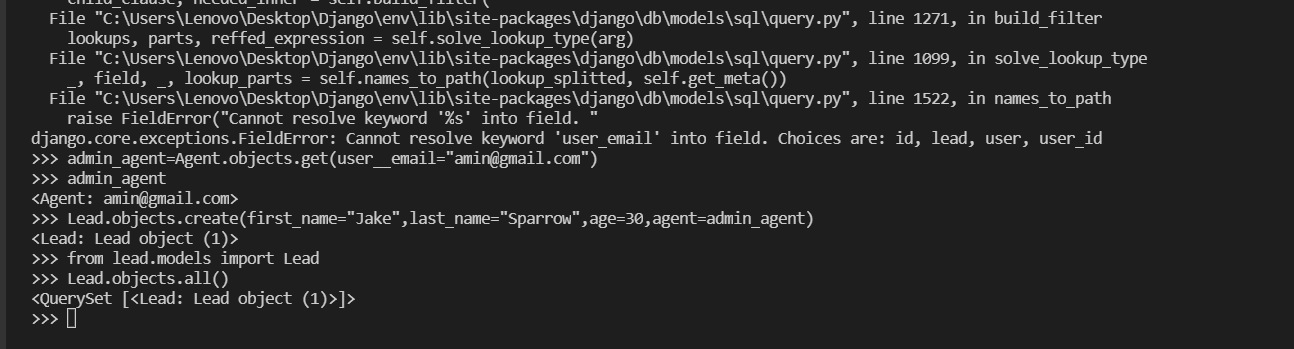 child_clause, needed_inner = self.build_filter(
File "C:\Users\Lenovo\Desktop\Django\env\lib\site-packages\django\db\models\sql\query.py", line 1271, in build_filter
lookups, parts, reffed_expression = self.solve_lookup_type(arg)
File "C:\Users\Lenovo\Desktop\Django\env\lib\site-packages\django\db\models\sql\query.py", line 1099, in solve_lookup_type
_, field, _, lookup_parts = self.names_to_path(lookup_splitted, self.get_meta())
File "C:\Users\Lenovo\Desktop\Django\env\lib\site-packages\django\db\models\sql\query.py", line 1522, in names_to_path
raise FieldError("Cannot resolve keyword '%s' into field. "
django.core.exceptions.FieldError: Cannot resolve keyword 'user_email' into field. Choices are: id, lead, user, user_id
>>> admin_agent=Agent.objects.get(user__email="amin@gmail.com")
>>> admin_agent
<Agent: amin@gmail.com>
>>> Lead.objects.create(first_name="Jake",last_name="Sparrow",age=30,agent=admin_agent)
<Lead: Lead object (1)>
>>> from lead.models import Lead
>>> Lead.objects.all()
<QuerySet [<Lead: Lead object (1)>]>
>>>